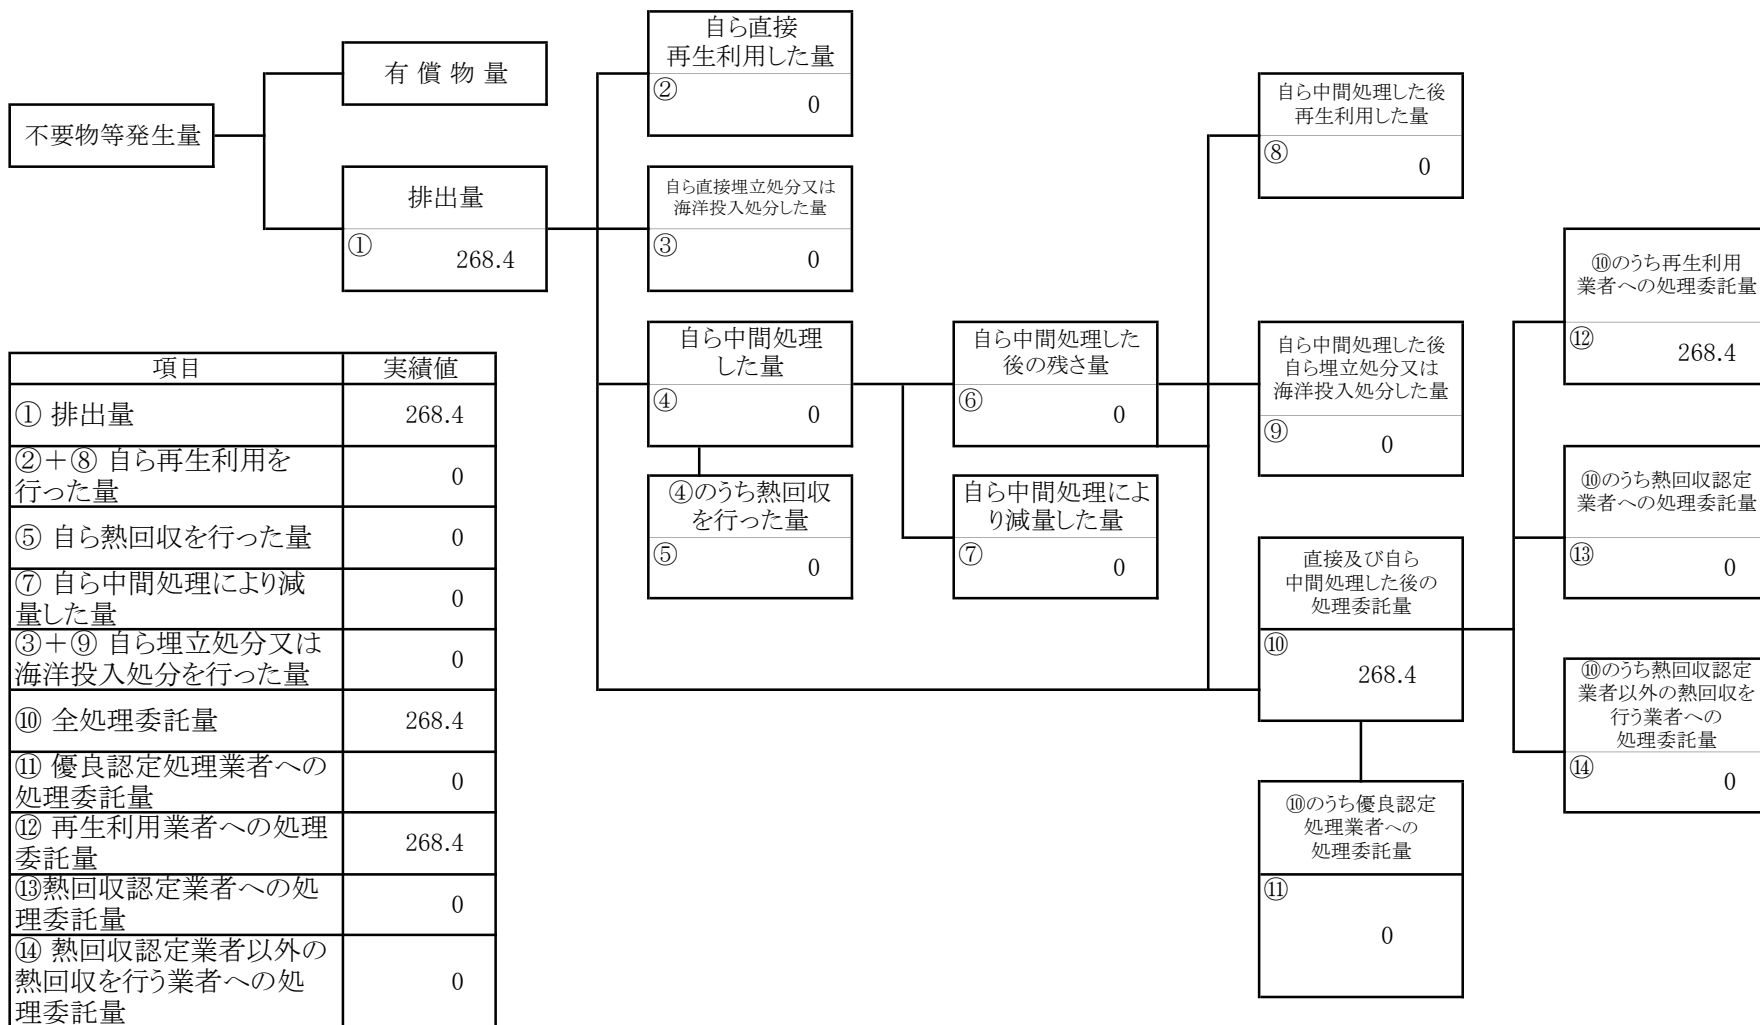 自ら直接
再生利用した量
②
0
有 償 物 量
不要物等発生量
排出量
①
268.4
自ら直接埋立処分又は
海洋投入処分した量
③
0
自ら中間処理した後
再生利用した量
⑧
0
⑩のうち再生利用
業者への処理委託量
⑫
268.4
自ら中間処理
した量
④
0
自ら中間処理した
後の残さ量
⑥
0
自ら中間処理した後
自ら埋立処分又は
海洋投入処分した量
⑨
0
④のうち熱回収
を行った量
⑤
0
自ら中間処理によ
り減量した量
⑦
0
⑩のうち熱回収認定
業者への処理委託量
⑬
0
直接及び自ら
中間処理した後の
処理委託量
⑩
268.4
⑩のうち熱回収認定
業者以外の熱回収を
行う業者への
処理委託量
⑭
0
⑩のうち優良認定
処理業者への
処理委託量
⑪
0
項目 実績値
① 排出量 268.4
②＋⑧ 自ら再生利用を
行った量 0
⑤ 自ら熱回収を行った量 0
⑦ 自ら中間処理により減
量した量 0
③＋⑨ 自ら埋立処分又は
海洋投入処分を行った量 0
⑩ 全処理委託量 268.4
⑪ 優良認定処理業者への
処理委託量 0
⑫ 再生利用業者への処理
委託量 268.4
⑬熱回収認定業者への処
理委託量 0
⑭ 熱回収認定業者以外の
熱回収を行う業者への処 0
理委託量